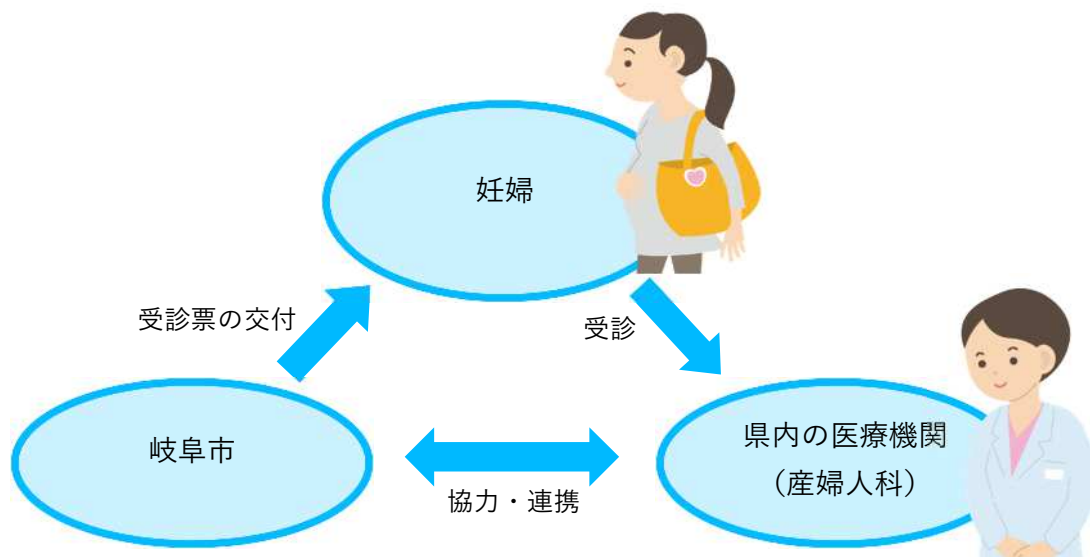 妊婦
受診票の交付
受診
岐阜市
協力・連携
県内の医療機関
（産婦人科）